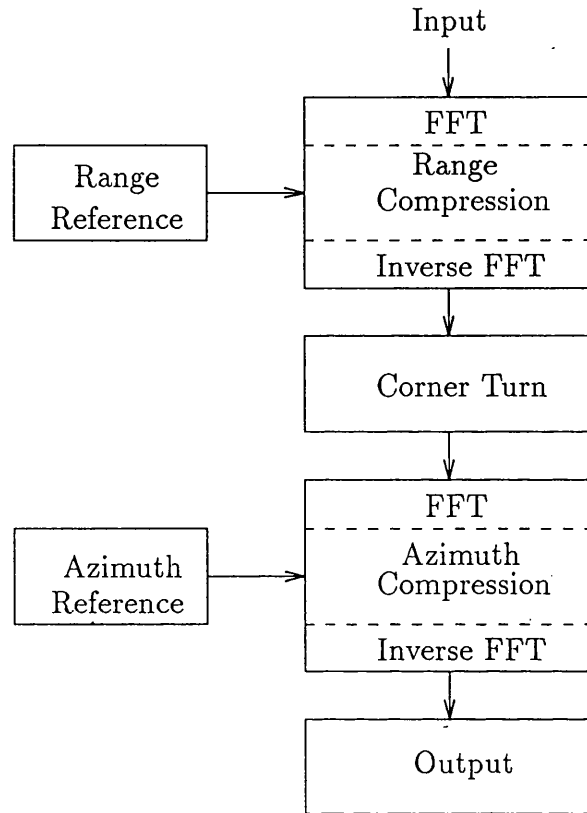 Input
FFT
Range
Compression
Inverse FFT
Range
Reference
Corner Turn
FFT
Azimuth
Compression
Inverse FFT
Azimuth
Reference
Output